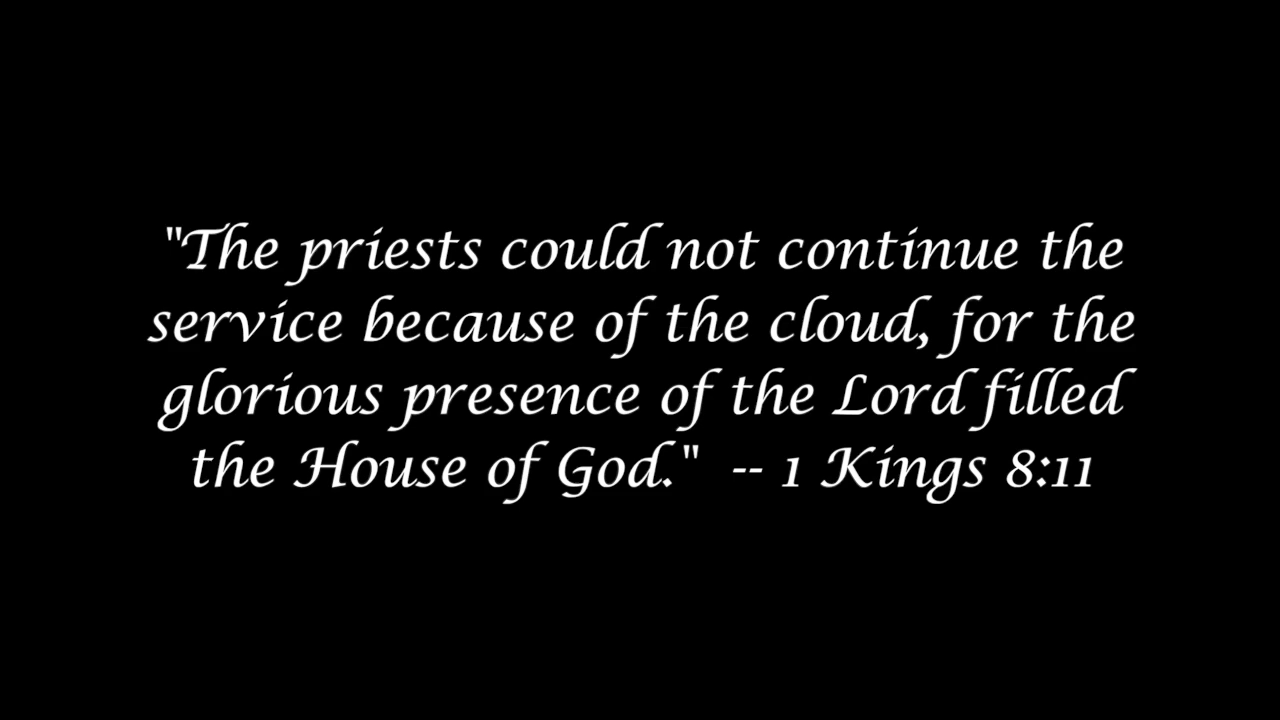 "The priests could not continue the
service because of the cloud, for the
glorious presence of the Lord filled
the House of God."  -- 1 Kings 8:11